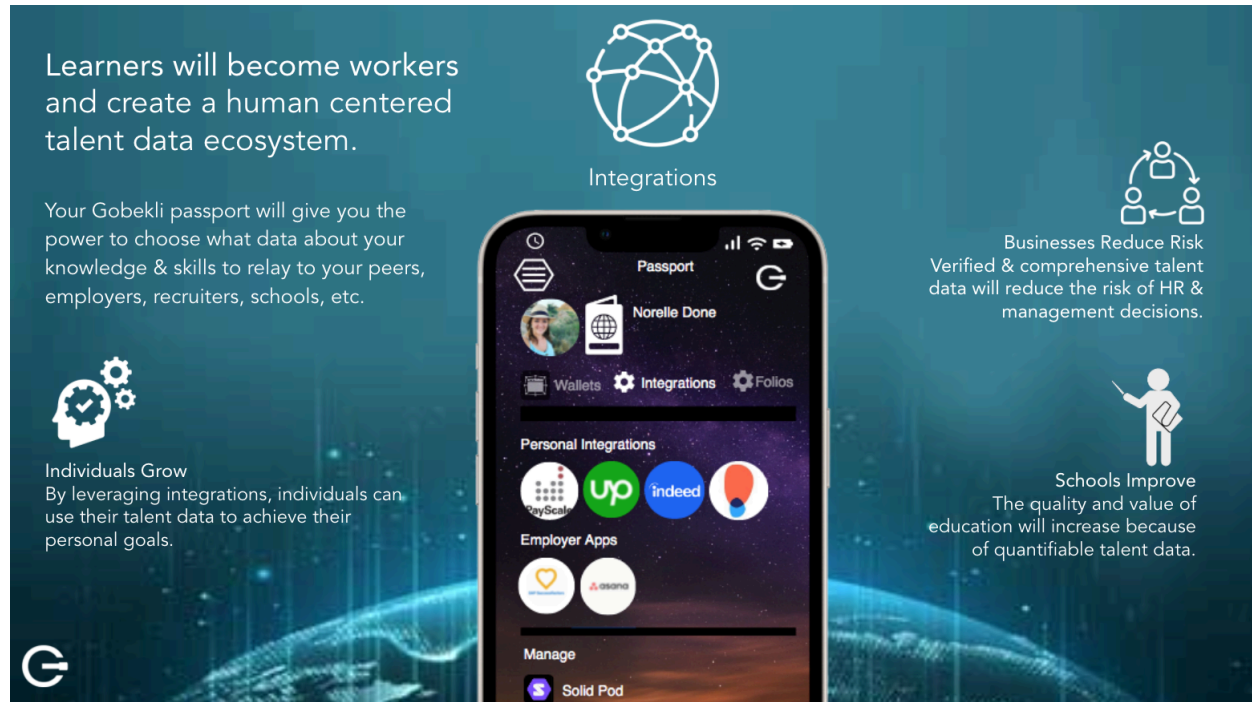 Learners will become workers
and create a human centered
talent data ecosystem.
Your Gobekli passport will give you the
power to choose what data about your
knowledge & skills to relay to your peers,
employers, recruiters, schools, etc.
Individuals Grow
By leveraging integrations, individuals can
use their talent data to achieve their
personal goals.
Integrations
Passport
Norelle Done
Wallets Integrations Folios
Personal Integrations
PayScale up indeed
Employer Apps
asana
Manage
Solid Pod
Businesses Reduce Risk
Verified & comprehensive talent
data will reduce the risk of HR &
management decisions.
Schools Improve
The quality and value of
education will increase because
of quantifiable talent data.